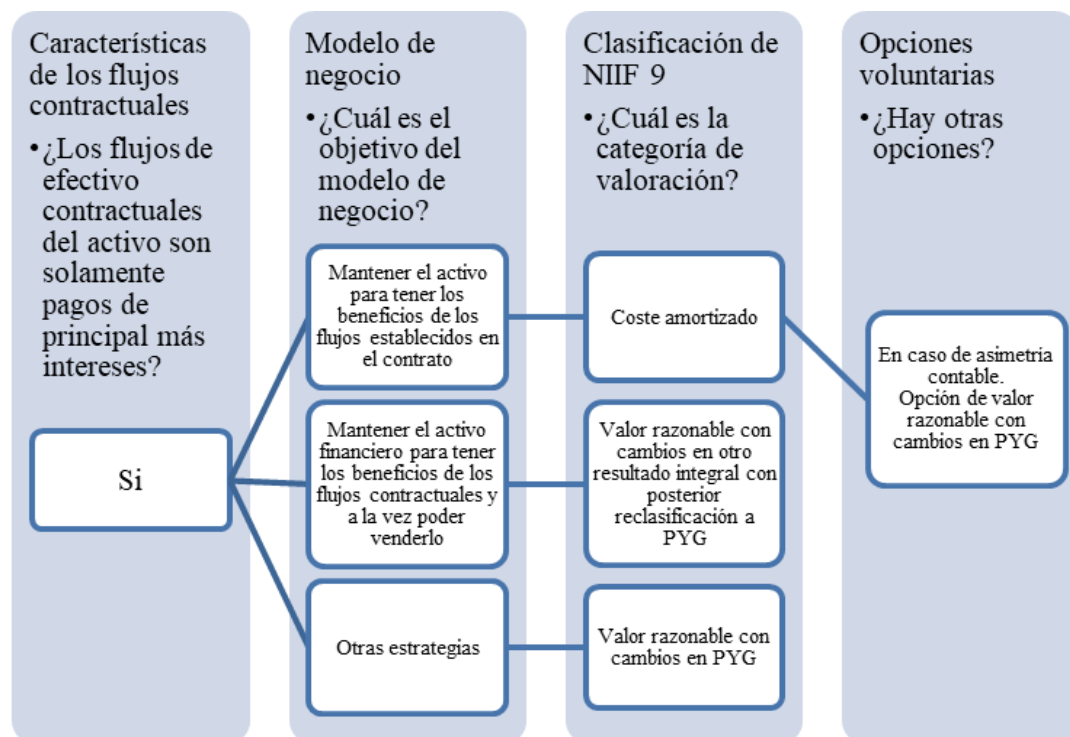 Características
de los flujos
contractuales
•¿Los flujos de
efectivo
contractuales
del activo son
solamente
pagos de
principal más
intereses?
Si
Modelo de
negocio
•¿Cuál es el
objetivo del
modelo de
negocio?
Mantener el activo
para tener los
beneficios de los
flujos establecidos en
el contrato
Mantener el activo
financiero para tener
los beneficios de los
flujos contractuales y
a la vez poder
venderlo
Otras estrategias
Clasificación de
NIIF 9
•¿Cuál es la
categoría de
valoración?
Coste amortizado
Valor razonable con
cambios en otro
resultado integral con
posterior
reclasificación a
PYG
Valor razonable con
cambios en PYG
Opciones
voluntarias
•¿Hay otras
opciones?
En caso de asimetría
contable.
Opción de valor
razonable con
cambios en PYG